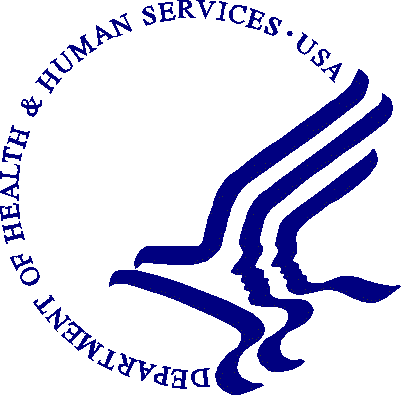 DEPARTMENT OF HEALTH & HUMAN SERVICES · USA